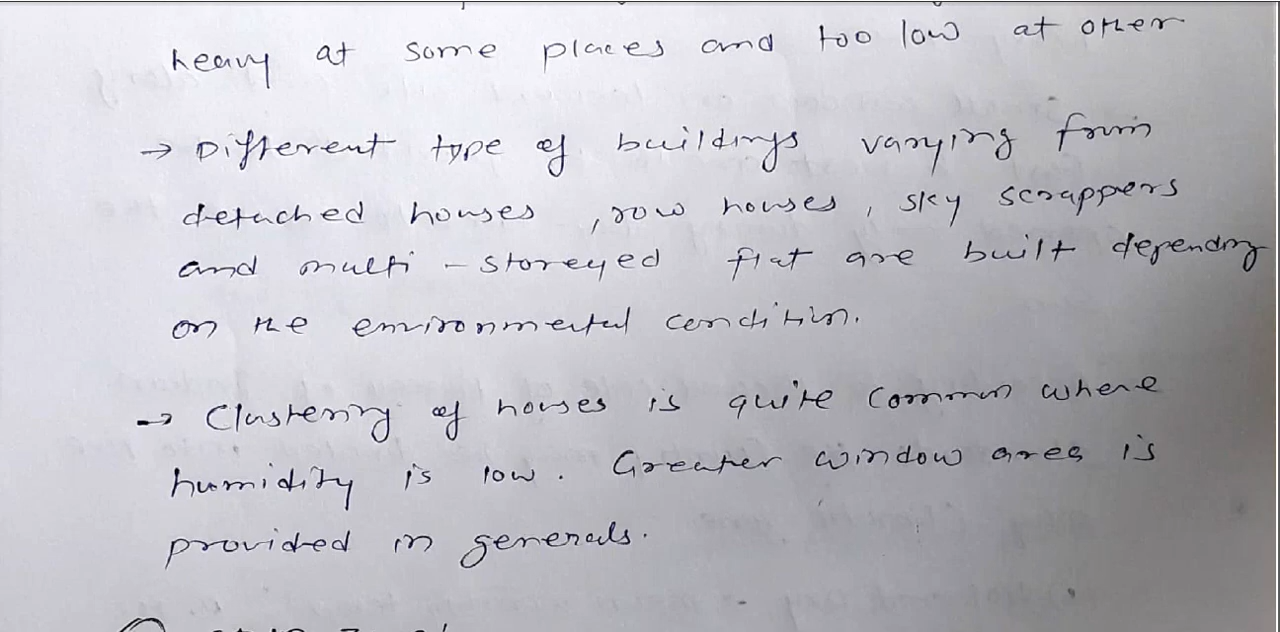 heavy at some places and too low at other
→ Different type of buildings varying from
detached houses , row houses , sky scrappers
and multi - storeyed flat are built depending
on the environmental condition.
→ Clustering of houses is quite common where
humidity is low . Greater window area is
provided in generals.